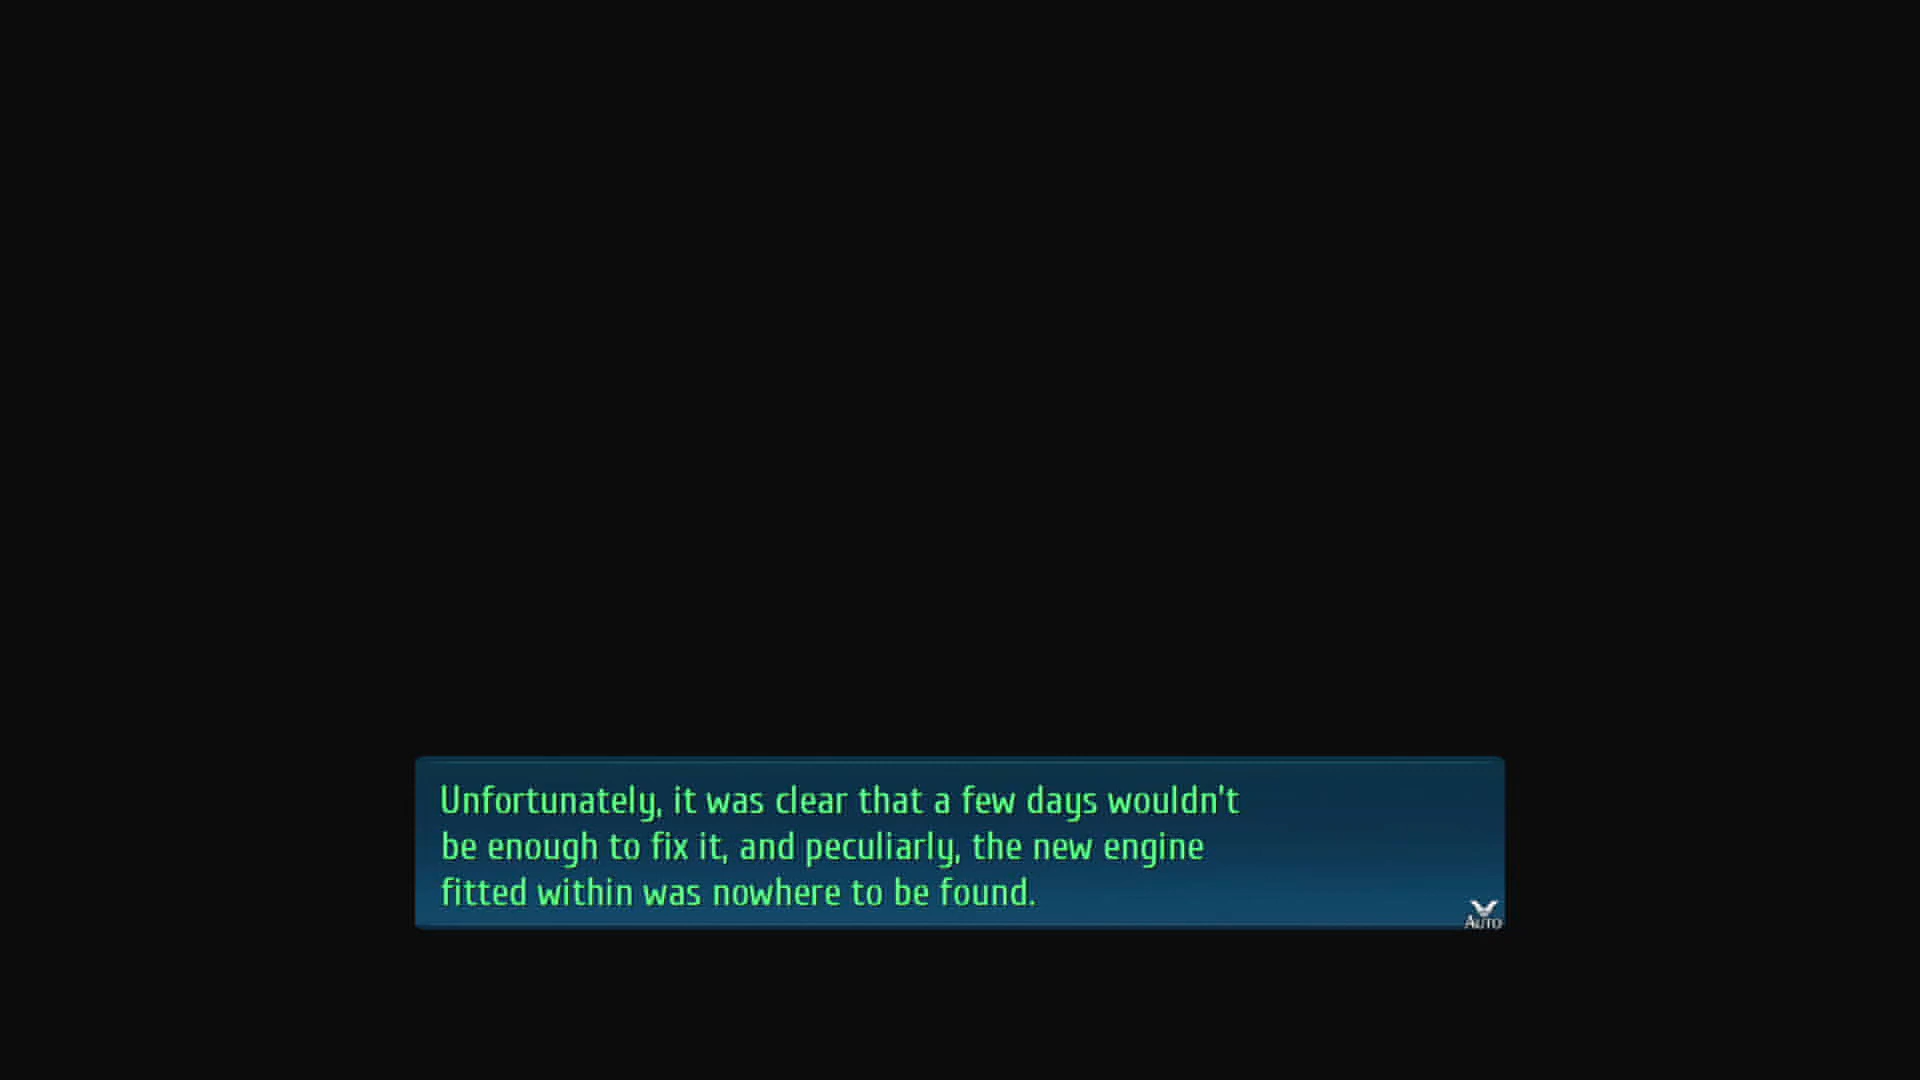 Unfortunately, it was clear that a few days wouldn't
be enough to fix it, and peculiarly, the new engine
fitted within was nowhere to be found.
AUTO